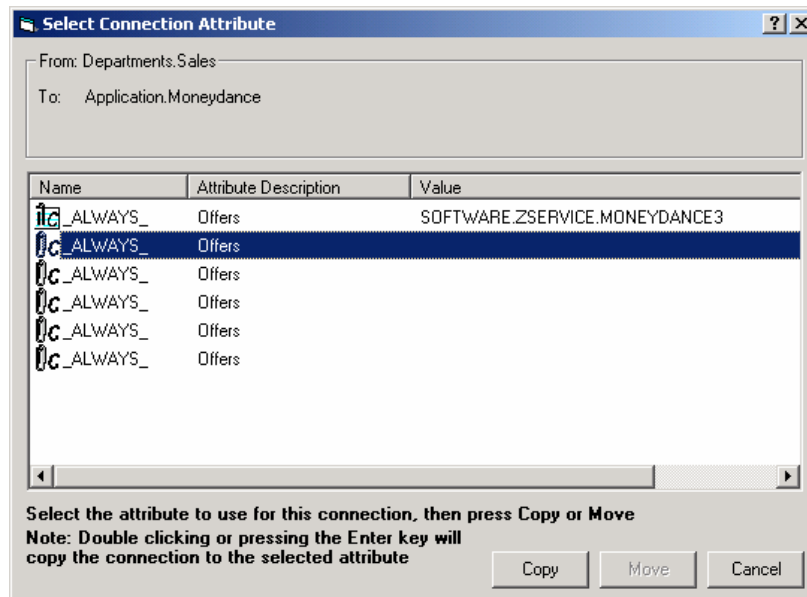 Select Connection Attribute
From: Departments.Sales
To: Application.Moneydance
Name Attribute Description Value
_ALWAYS_ Offers SOFTWARE.ZSERVICE.MONEYDANCE3
_ALWAYS_ Offers
_ALWAYS_ Offers
_ALWAYS_ Offers
_ALWAYS_ Offers
_ALWAYS_ Offers
Select the attribute to use for this connection, then press Copy or Move
Note: Double clicking or pressing the Enter key will
copy the connection to the selected attribute
Copy Move Cancel